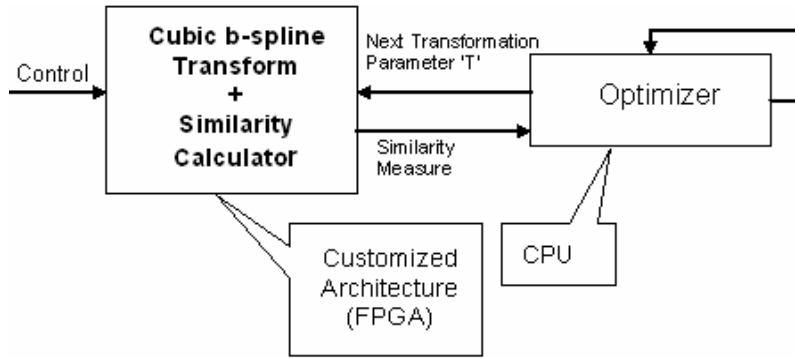 Control
Cubic b-spline
Transform
+
Similarity
Calculator
Next Transformation
Parameter 'T'
Similarity
Measure
Optimizer
Customized
Architecture
(FPGA)
CPU